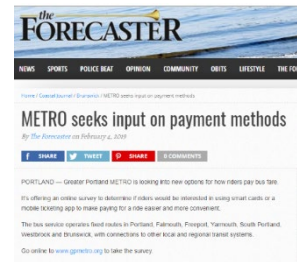 the
FORECASTER
NEWS SPORTS POLICE BEAT OPINION COMMUNITY OBITS LIFESTYLE THE FO
Home / Coastal Journal / Brunswick / METRO seeks input on payment methods
METRO seeks input on payment methods
By The Forecaster on February 4, 2019
SHARE TWEET SHARE 0 COMMENTS
PORTLAND — Greater Portland METRO is looking into new options for how riders pay bus fare.
It's offering an online survey to determine if riders would be interested in using smart cards or a
mobile ticketing app to make paying for a ride easier and more convenient.
The bus service operates fixed routes in Portland, Falmouth, Freeport, Yarmouth, South Portland,
Westbrook and Brunswick, with connections to other local and regional transit systems.
Go online to www.gpmetro.org to take the survey.